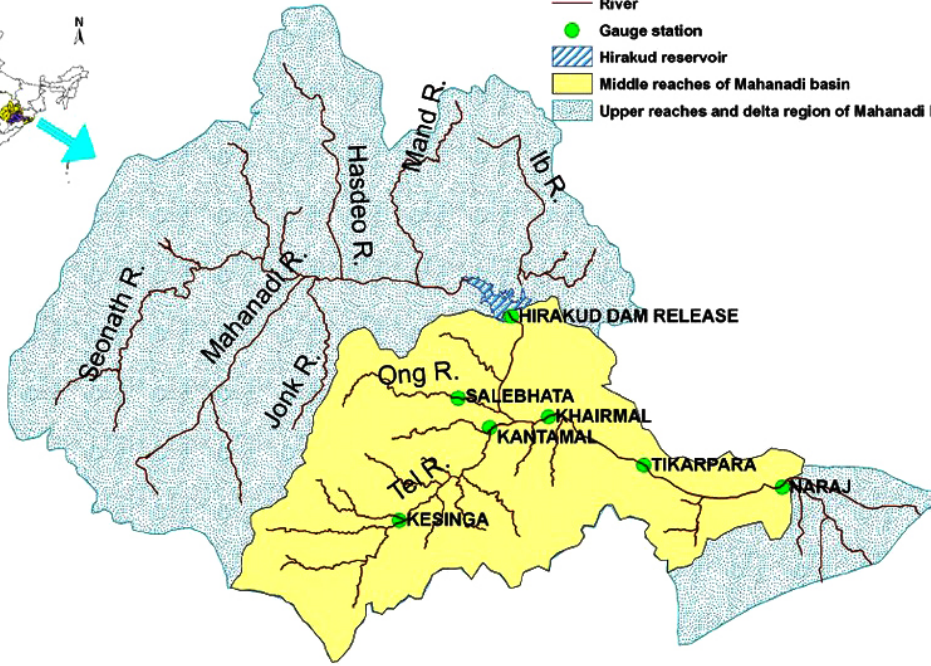 N
River
Gauge station
Hirakud reservoir
Middle reaches of Mahanadi basin
Upper reaches and delta region of Mahanadi
Hasdeo R.
Mand R.
Ib R.
Seonath R.
Mahanadi R.
Jonk R.
HIRAKUD DAM RELEASE
Ong R.
SALEBHATA
KHAIRMAL
KANTAMAL
Tel R.
TIKARPARA
NARAJ
KESINGA